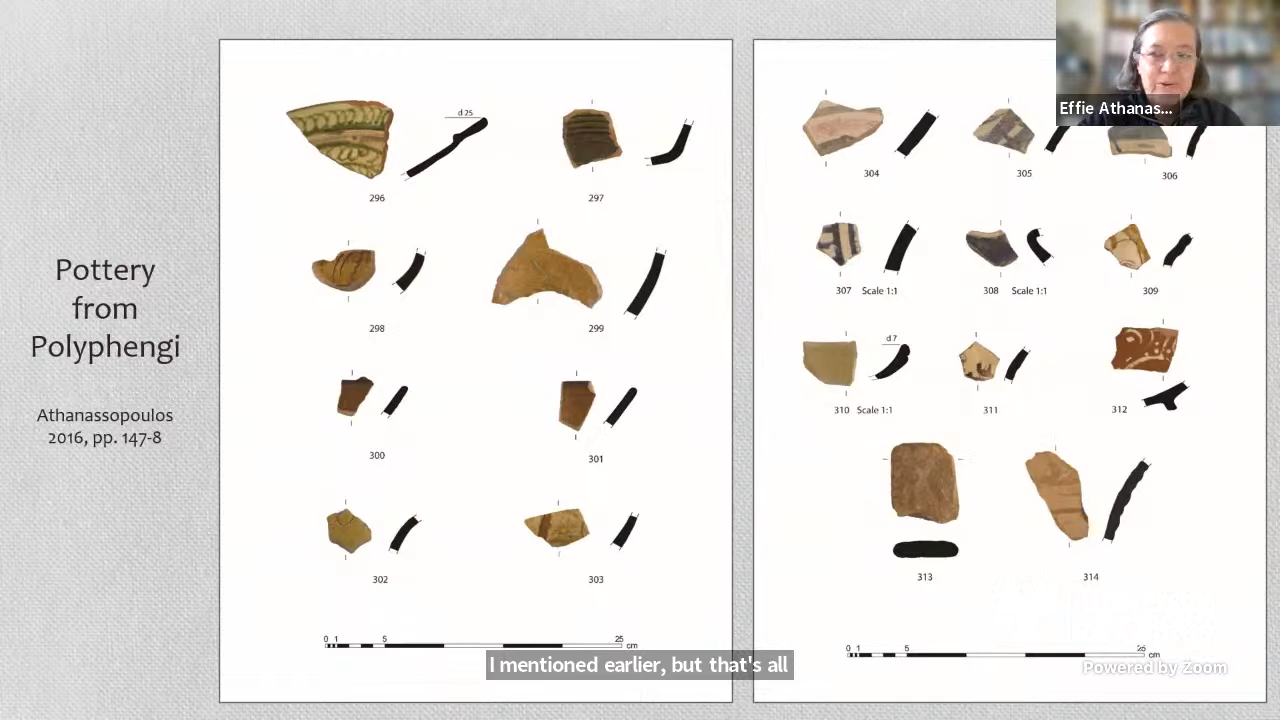 Pottery
from
Polyphengi
Athanassopoulos
2016, pp. 147-8
d 25
296
297
298
299
300
301
302
303
0 1 5 25
cm
304
305
306
307 Scale 1:1
308 Scale 1:1
309
d 7
310 Scale 1:1
311
312
313
314
0 1 5 25
cm
Effie Athanas...
I mentioned earlier, but that's all
Powered by Zoom